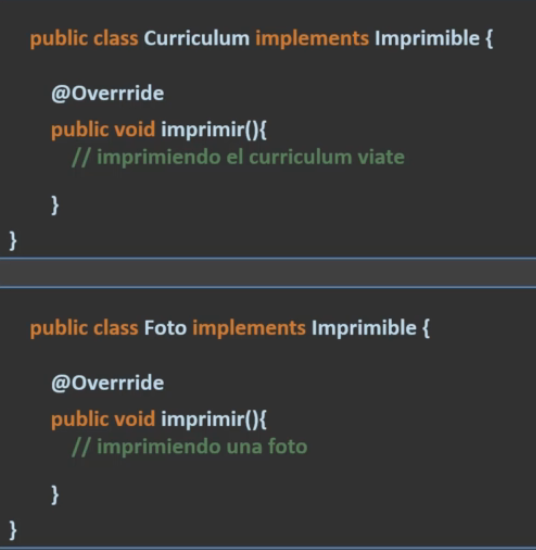 public class Curriculum implements Imprimible {
@Overrride
public void imprimir(){
// imprimiendo el curriculum viate
}
}
public class Foto implements Imprimible {
@Overrride
public void imprimir(){
// imprimiendo una foto
}
}